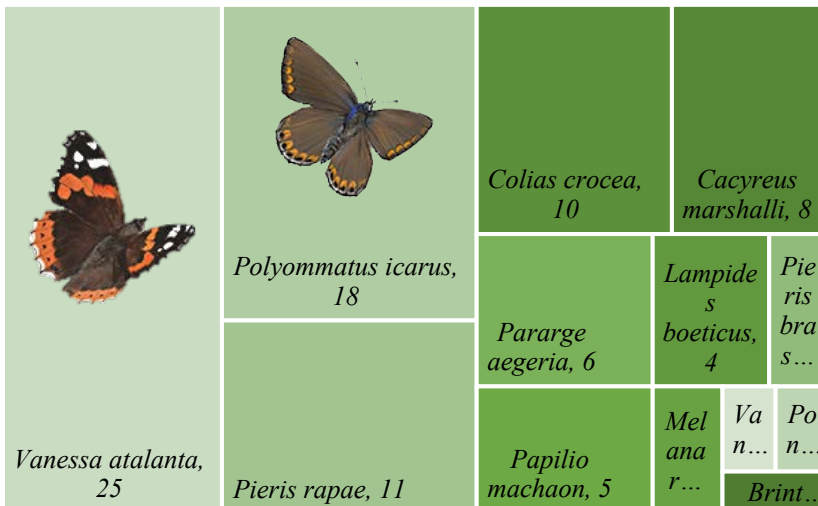 Vanessa atalanta,
25
Polyommatus icarus,
18
Pieris rapae, 11
Colias crocea,
10
Cacyreus
marshalli, 8
Pararge
aegeria, 6
Lampide
s
boeticus,
4
Pie
ris
bra
s...
Papilio
machaon, 5
Mel
ana
r...
Va
n...
Po
n...
Brint...